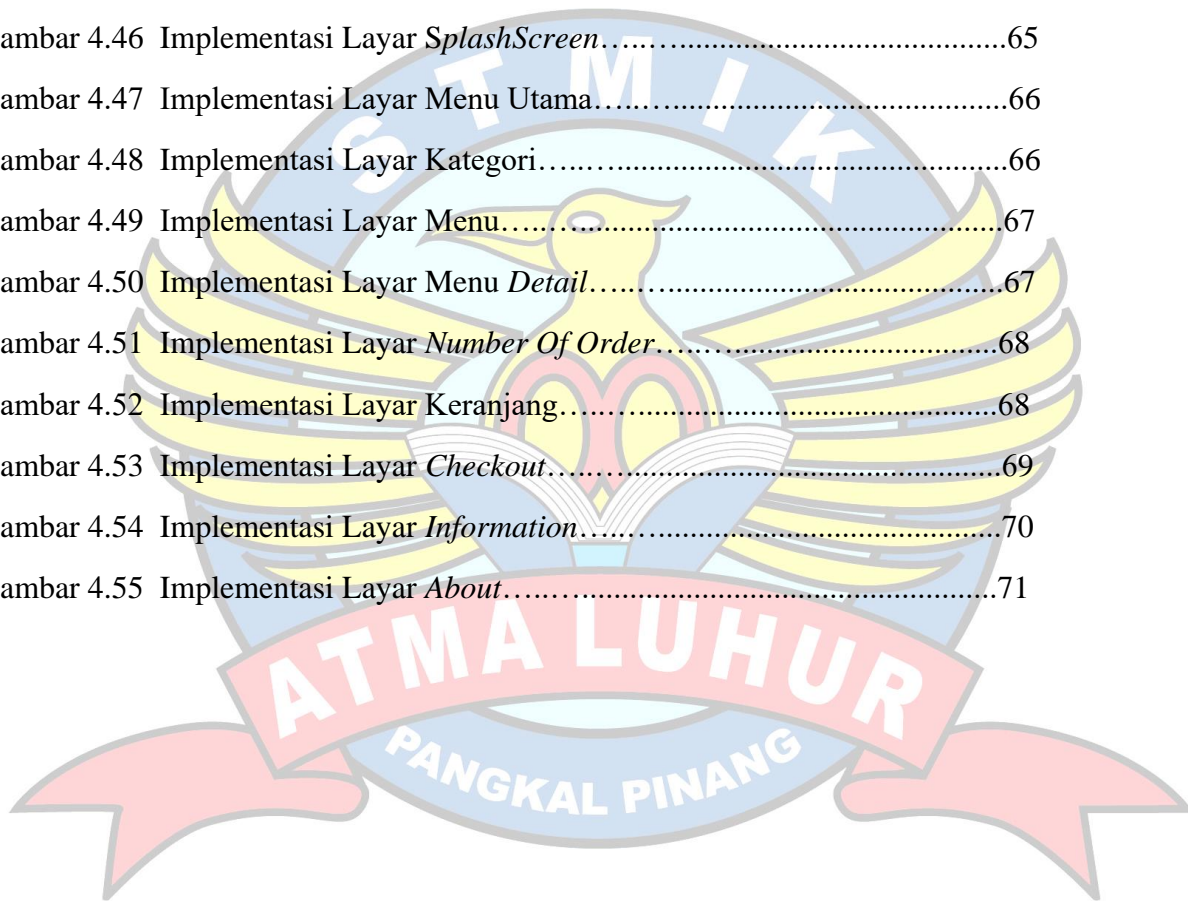 ambar 4.46 Implementasi Layar SplashScreen…..…......................................65
ambar 4.47 Implementasi Layar Menu Utama…..…......................................66
ambar 4.48 Implementasi Layar Kategori…..….............................................66
ambar 4.49 Implementasi Layar Menu…..…..................................................67
ambar 4.50 Implementasi Layar Menu Detail…..….......................................67
ambar 4.51 Implementasi Layar Number Of Order…..…..............................68
ambar 4.52 Implementasi Layar Keranjang…..…..........................................68
ambar 4.53 Implementasi Layar Checkout…..…............................................69
ambar 4.54 Implementasi Layar Information…..….......................................70
ambar 4.55 Implementasi Layar About…..…................................................71
STMIK
ATMA LUHUR
PANGKAL PINANG